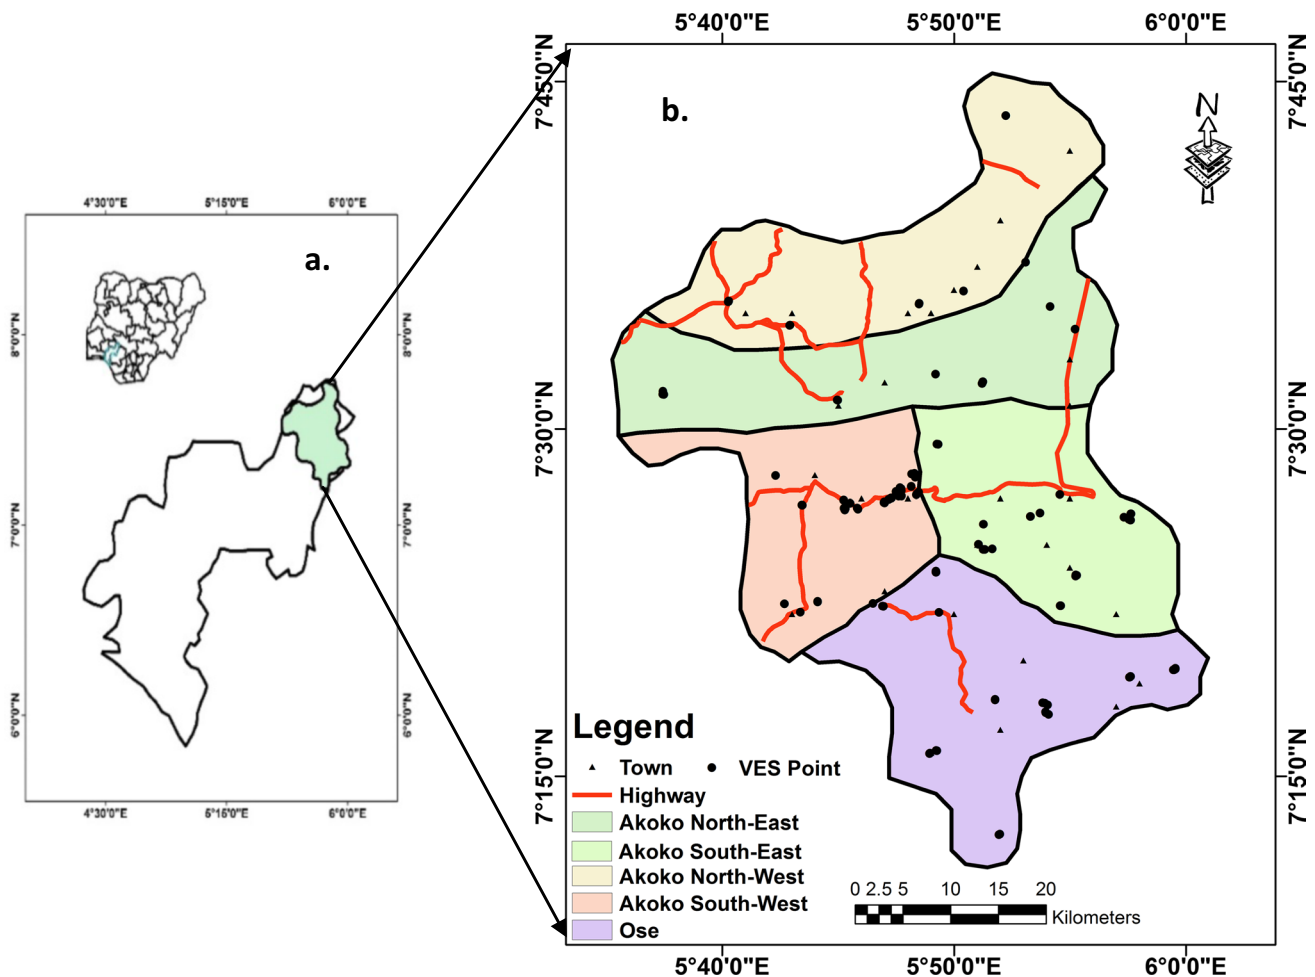 4°30'0"E 5°15'0"E 6°0'0"E
a.
8°0'0"N 8°0'0"N
7°0'0"N 7°0'0"N
6°0'0"N 6°0'0"N
4°30'0"E 5°15'0"E 6°0'0"E
5°40'0"E 5°50'0"E 6°0'0"E
b.
N
7°45'0"N 7°45'0"N
7°30'0"N 7°30'0"N
7°15'0"N 7°15'0"N
Legend
Town VES Point
Highway
Akoko North-East
Akoko South-East
Akoko North-West
Akoko South-West
Ose
0 2.5 5 10 15 20
Kilometers
5°40'0"E 5°50'0"E 6°0'0"E